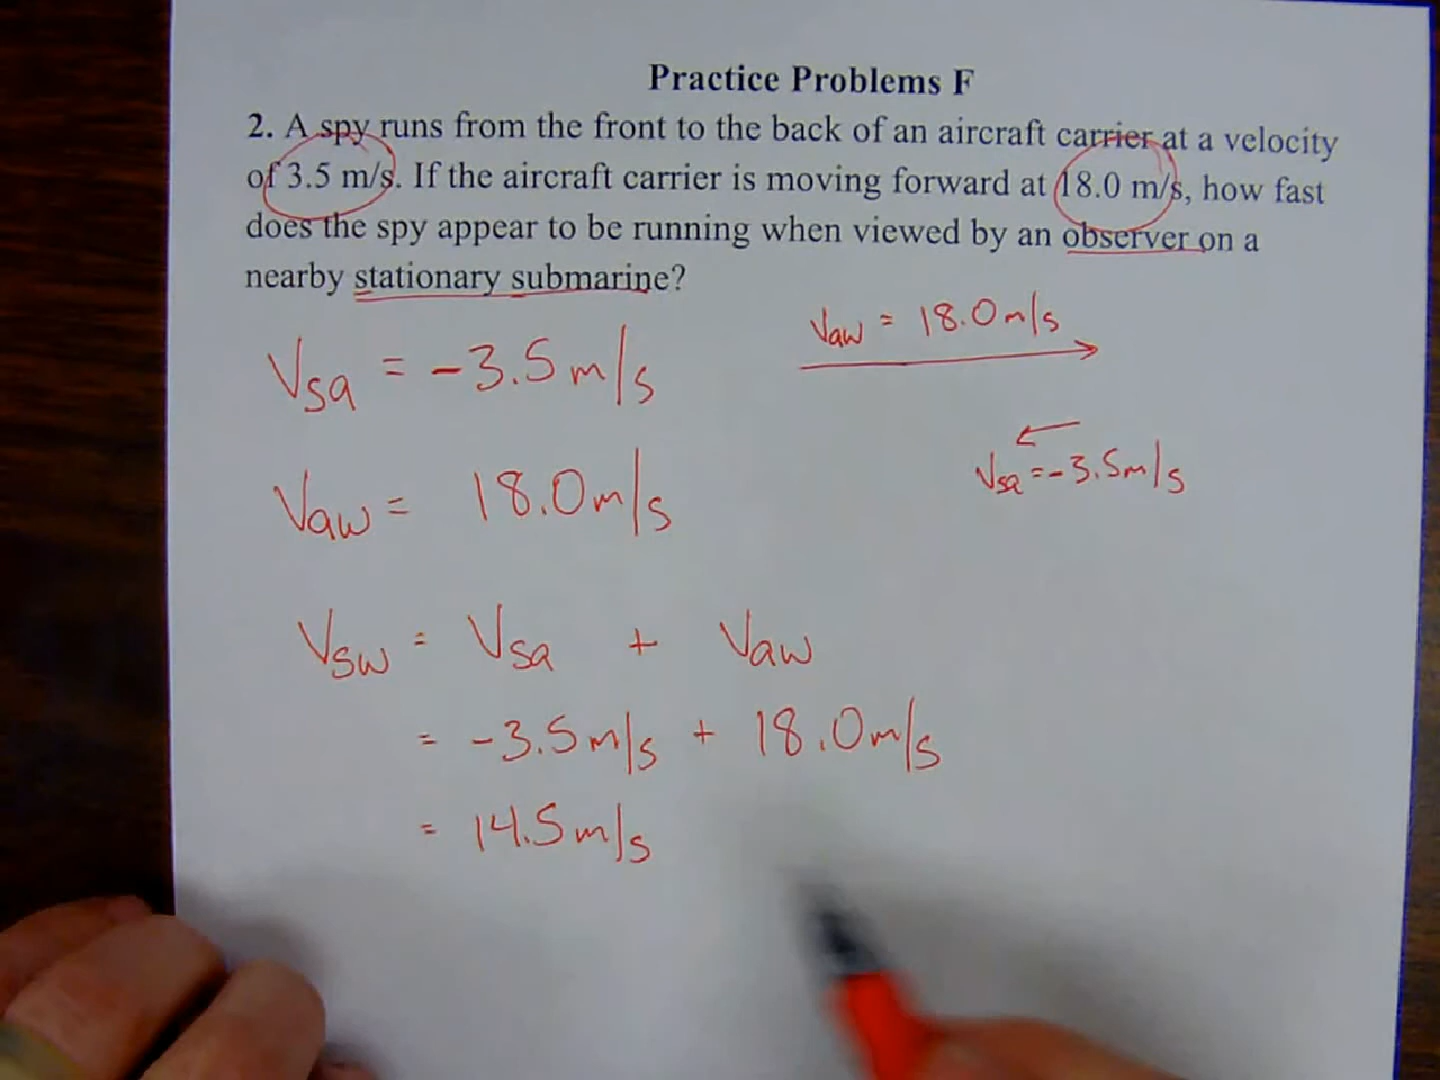 Practice Problems F
2. A spy runs from the front to the back of an aircraft carrier at a velocity
of 3.5 m/s. If the aircraft carrier is moving forward at 18.0 m/s, how fast
does the spy appear to be running when viewed by an observer on a
nearby stationary submarine?
Vaw = 18.0m/s
Vsa = -3.5m/s
Vsa = -3.5m/s
Vaw = 18.0m/s
Vsw = Vsa + Vaw
= -3.5m/s + 18.0m/s
= 14.5m/s